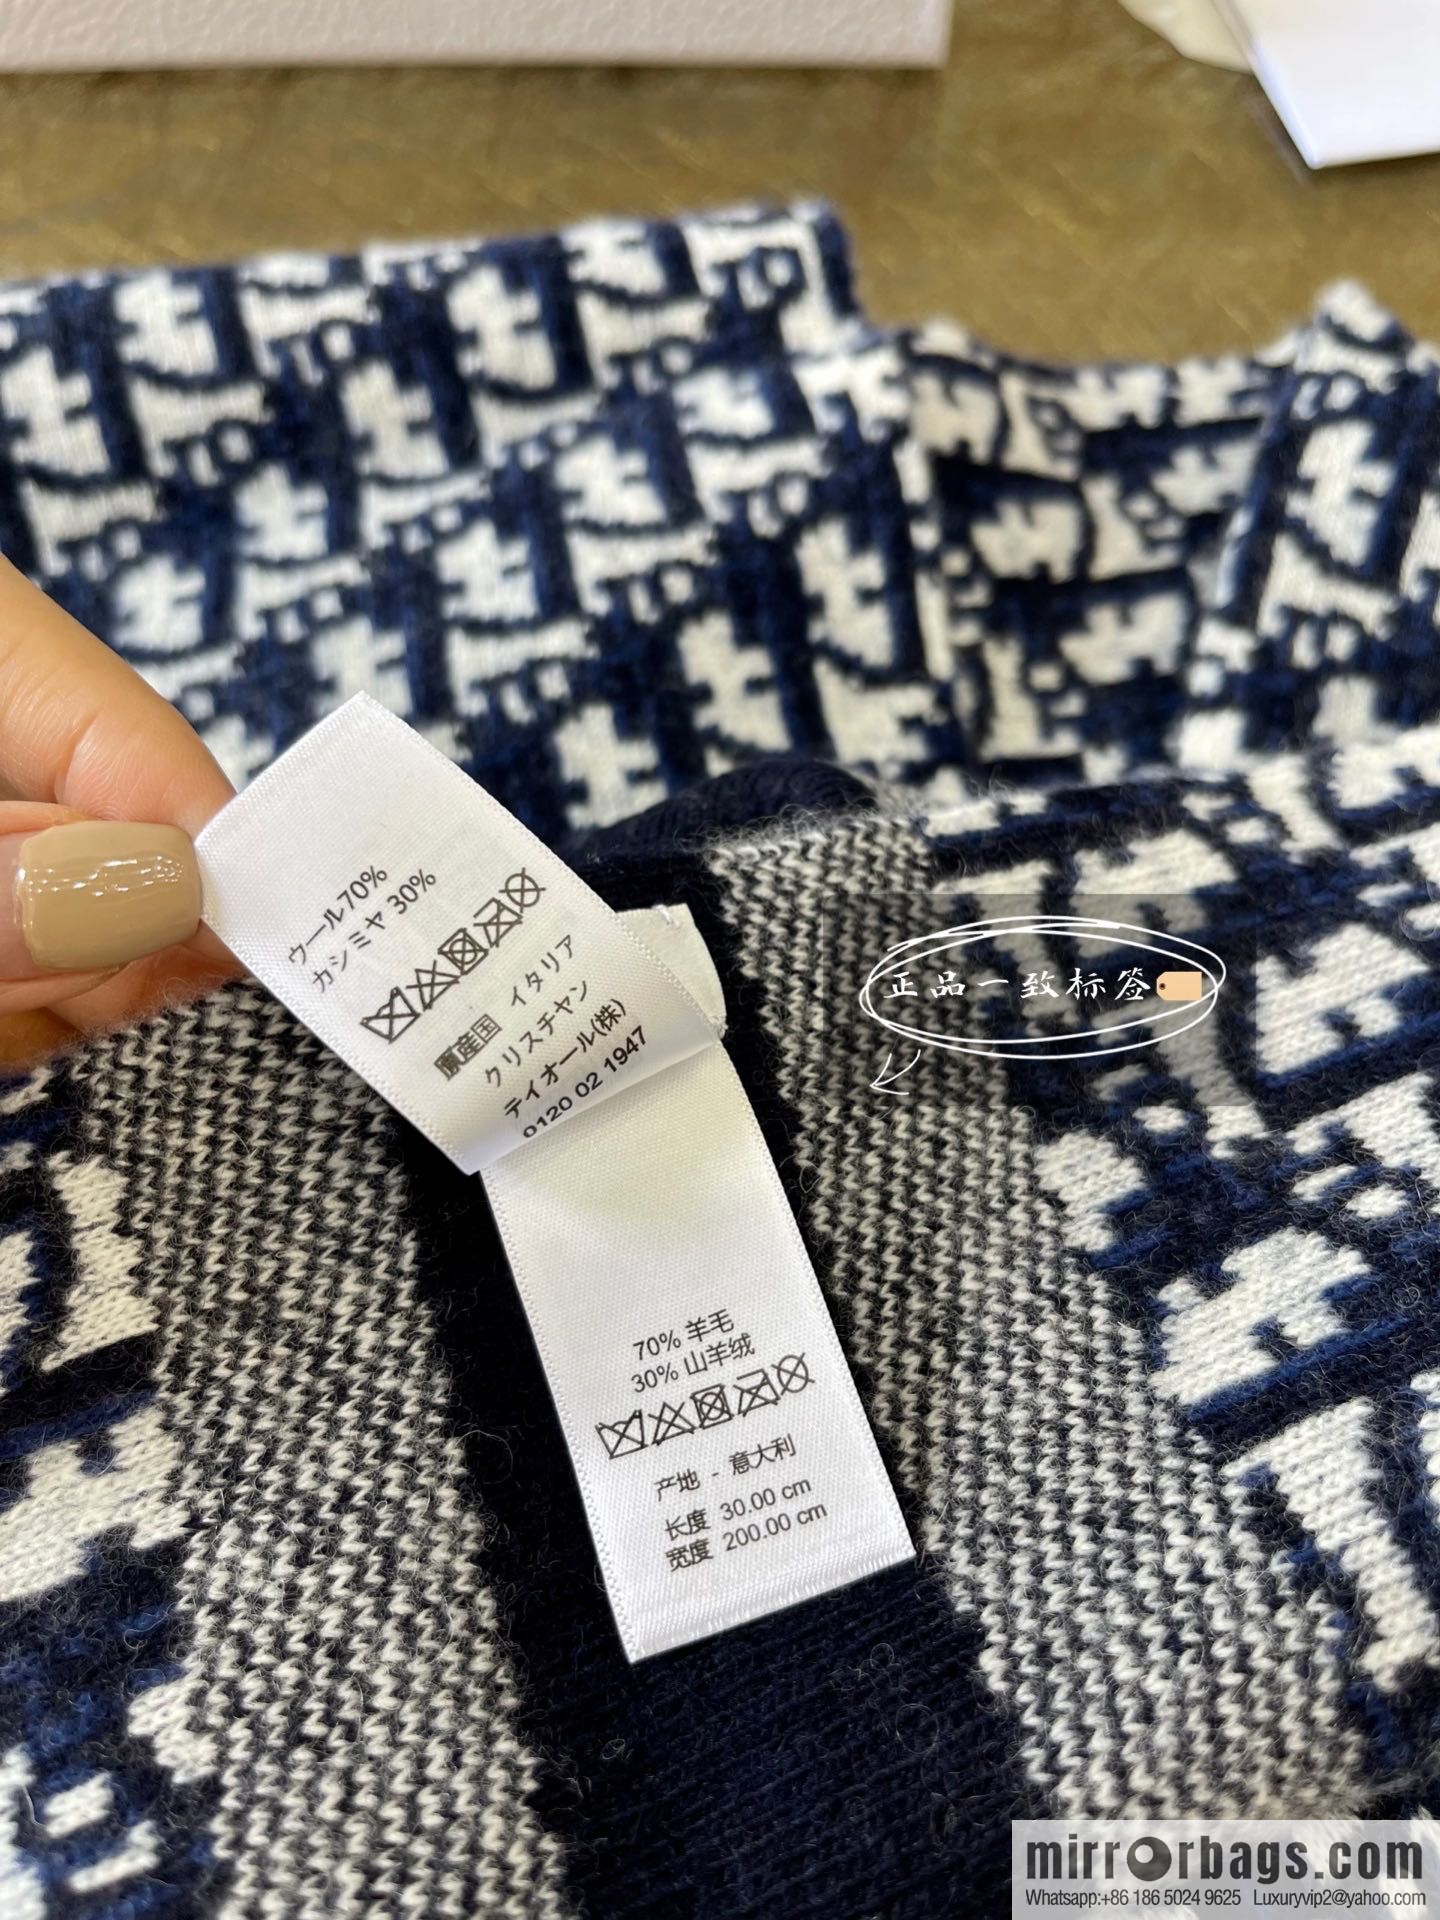 ウール70%
カシミヤ 30%
原産国 イタリア
クリスチャン
ディオール(株)
0120 02 1947
正品一致标签
70% 羊毛
30% 山羊绒
产地 - 意大利
长度 30.00 cm
宽度 200.00 cm
mirrorbags.com
Whatsapp:+86 186 5024 9625 Luxuryvip2@yahoo.com